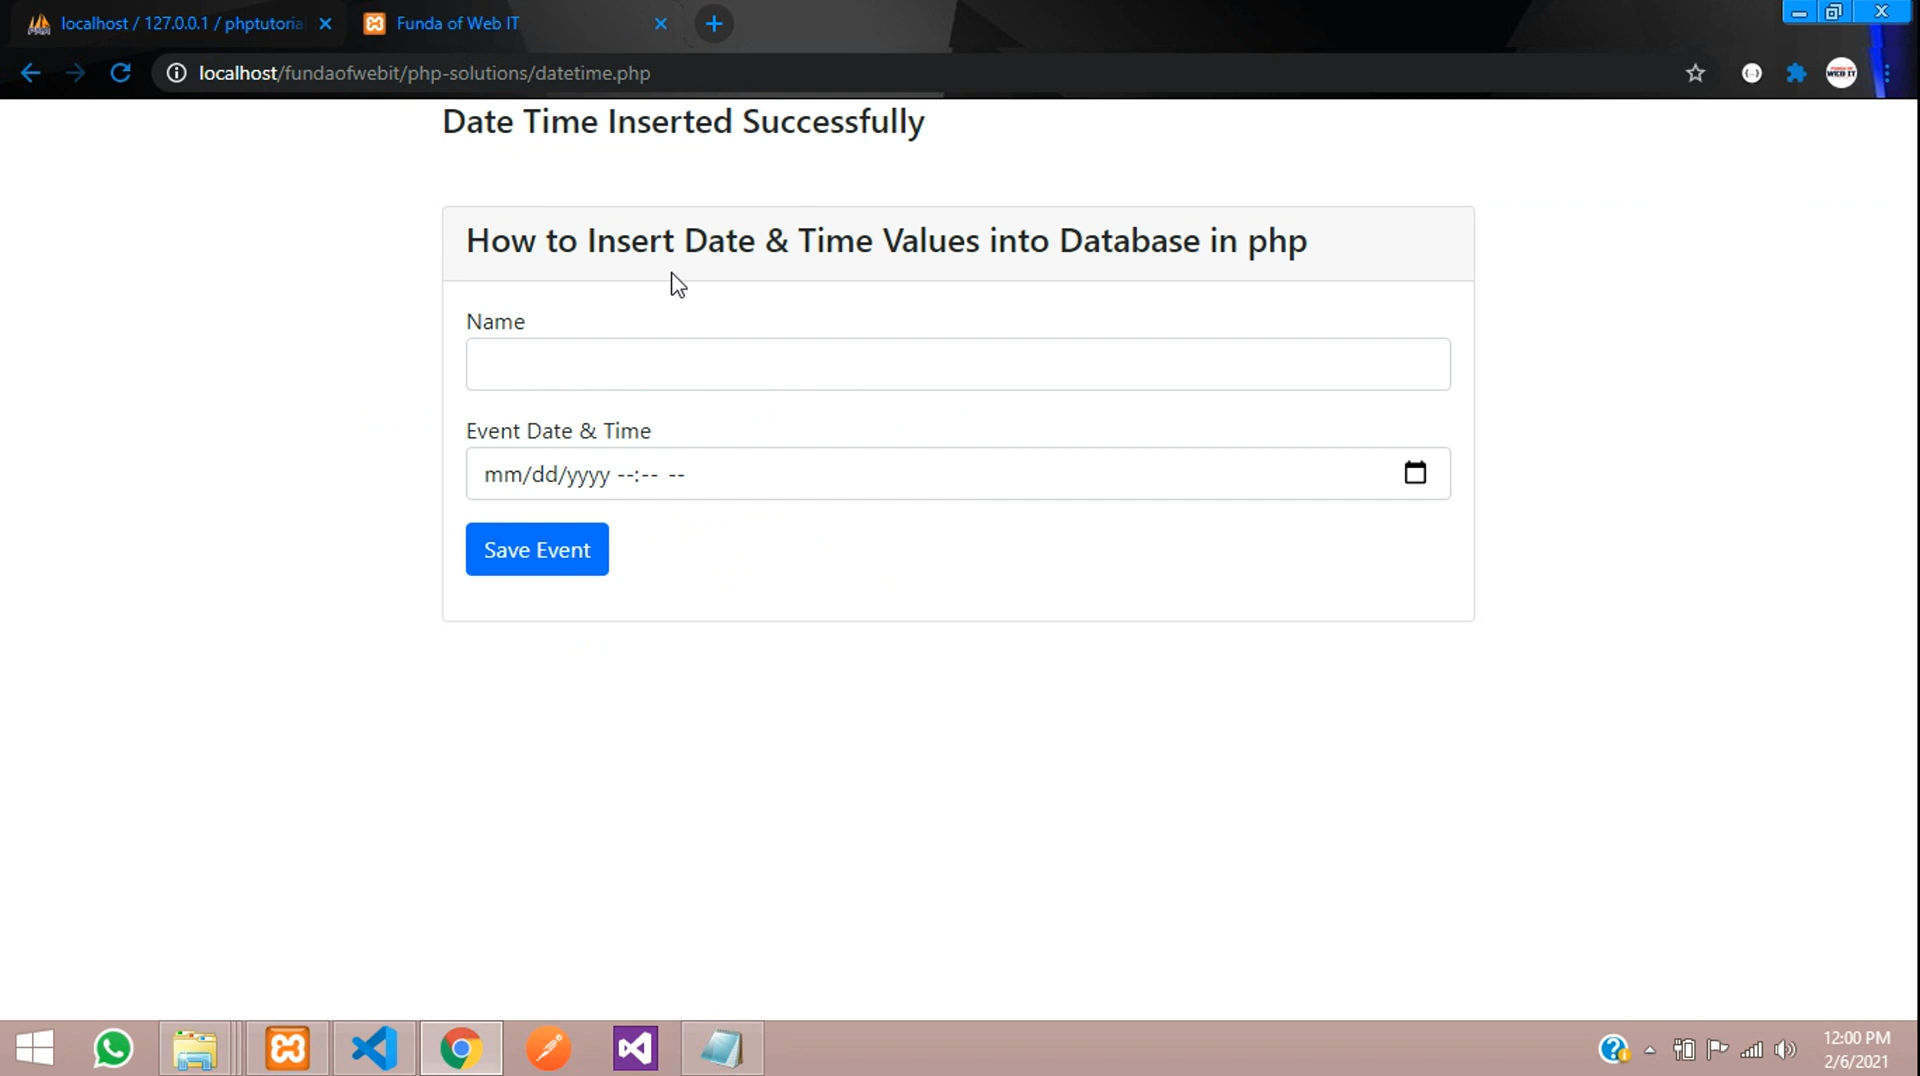 localhost / 127.0.0.1 / phptutoria
Funda of Web IT
localhost/fundaofwebit/php-solutions/datetime.php
WEB IT
Date Time Inserted Successfully
How to Insert Date & Time Values into Database in php
Name
Event Date & Time
mm/dd/yyyy --:-- --
Save Event
12:00 PM
2/6/2021